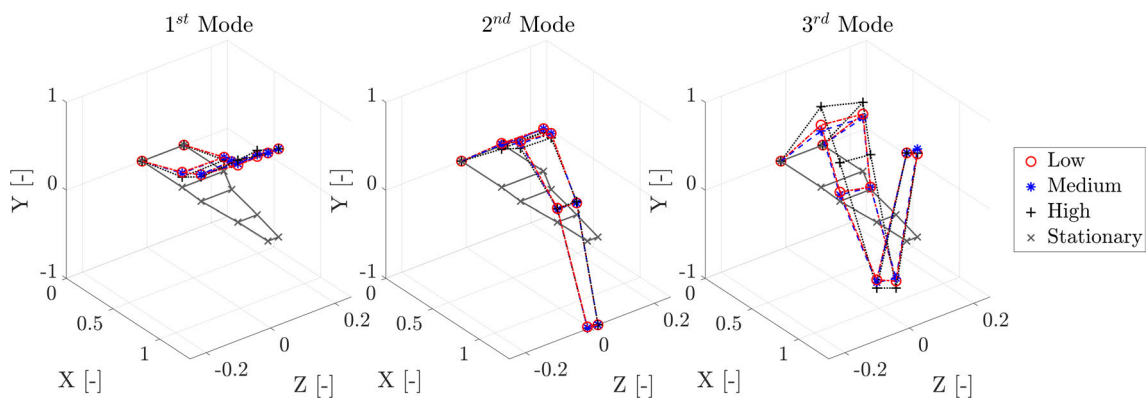 1st Mode
2nd Mode
3rd Mode
1
0
-1
Y [-]
0
0.5
1
X [-]
-0.2
0
0.2
Z [-]
1
0
-1
Y [-]
0
0.5
1
X [-]
-0.2
0
0.2
Z [-]
1
0
-1
Y [-]
0
0.5
1
X [-]
-0.2
0
0.2
Z [-]
Low
Medium
High
Stationary